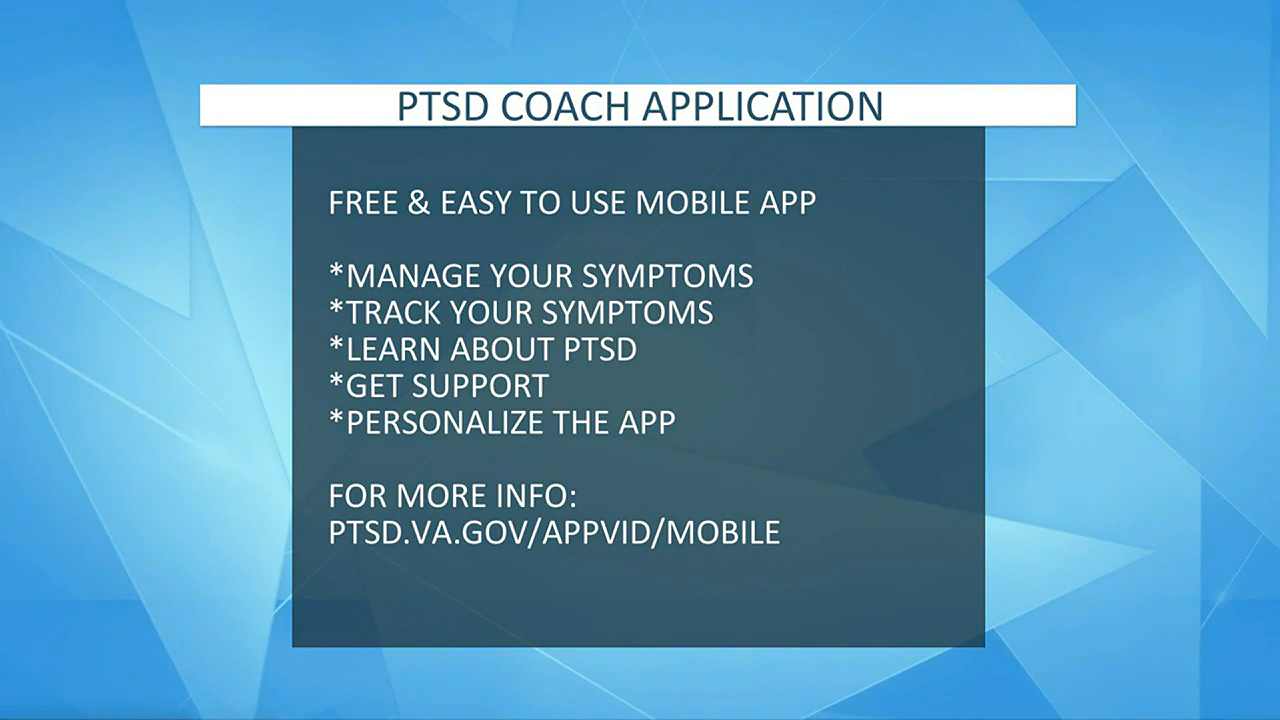 PTSD COACH APPLICATION
FREE & EASY TO USE MOBILE APP
*MANAGE YOUR SYMPTOMS
*TRACK YOUR SYMPTOMS
*LEARN ABOUT PTSD
*GET SUPPORT
*PERSONALIZE THE APP
FOR MORE INFO:
PTSD.VA.GOV/APPVID/MOBILE